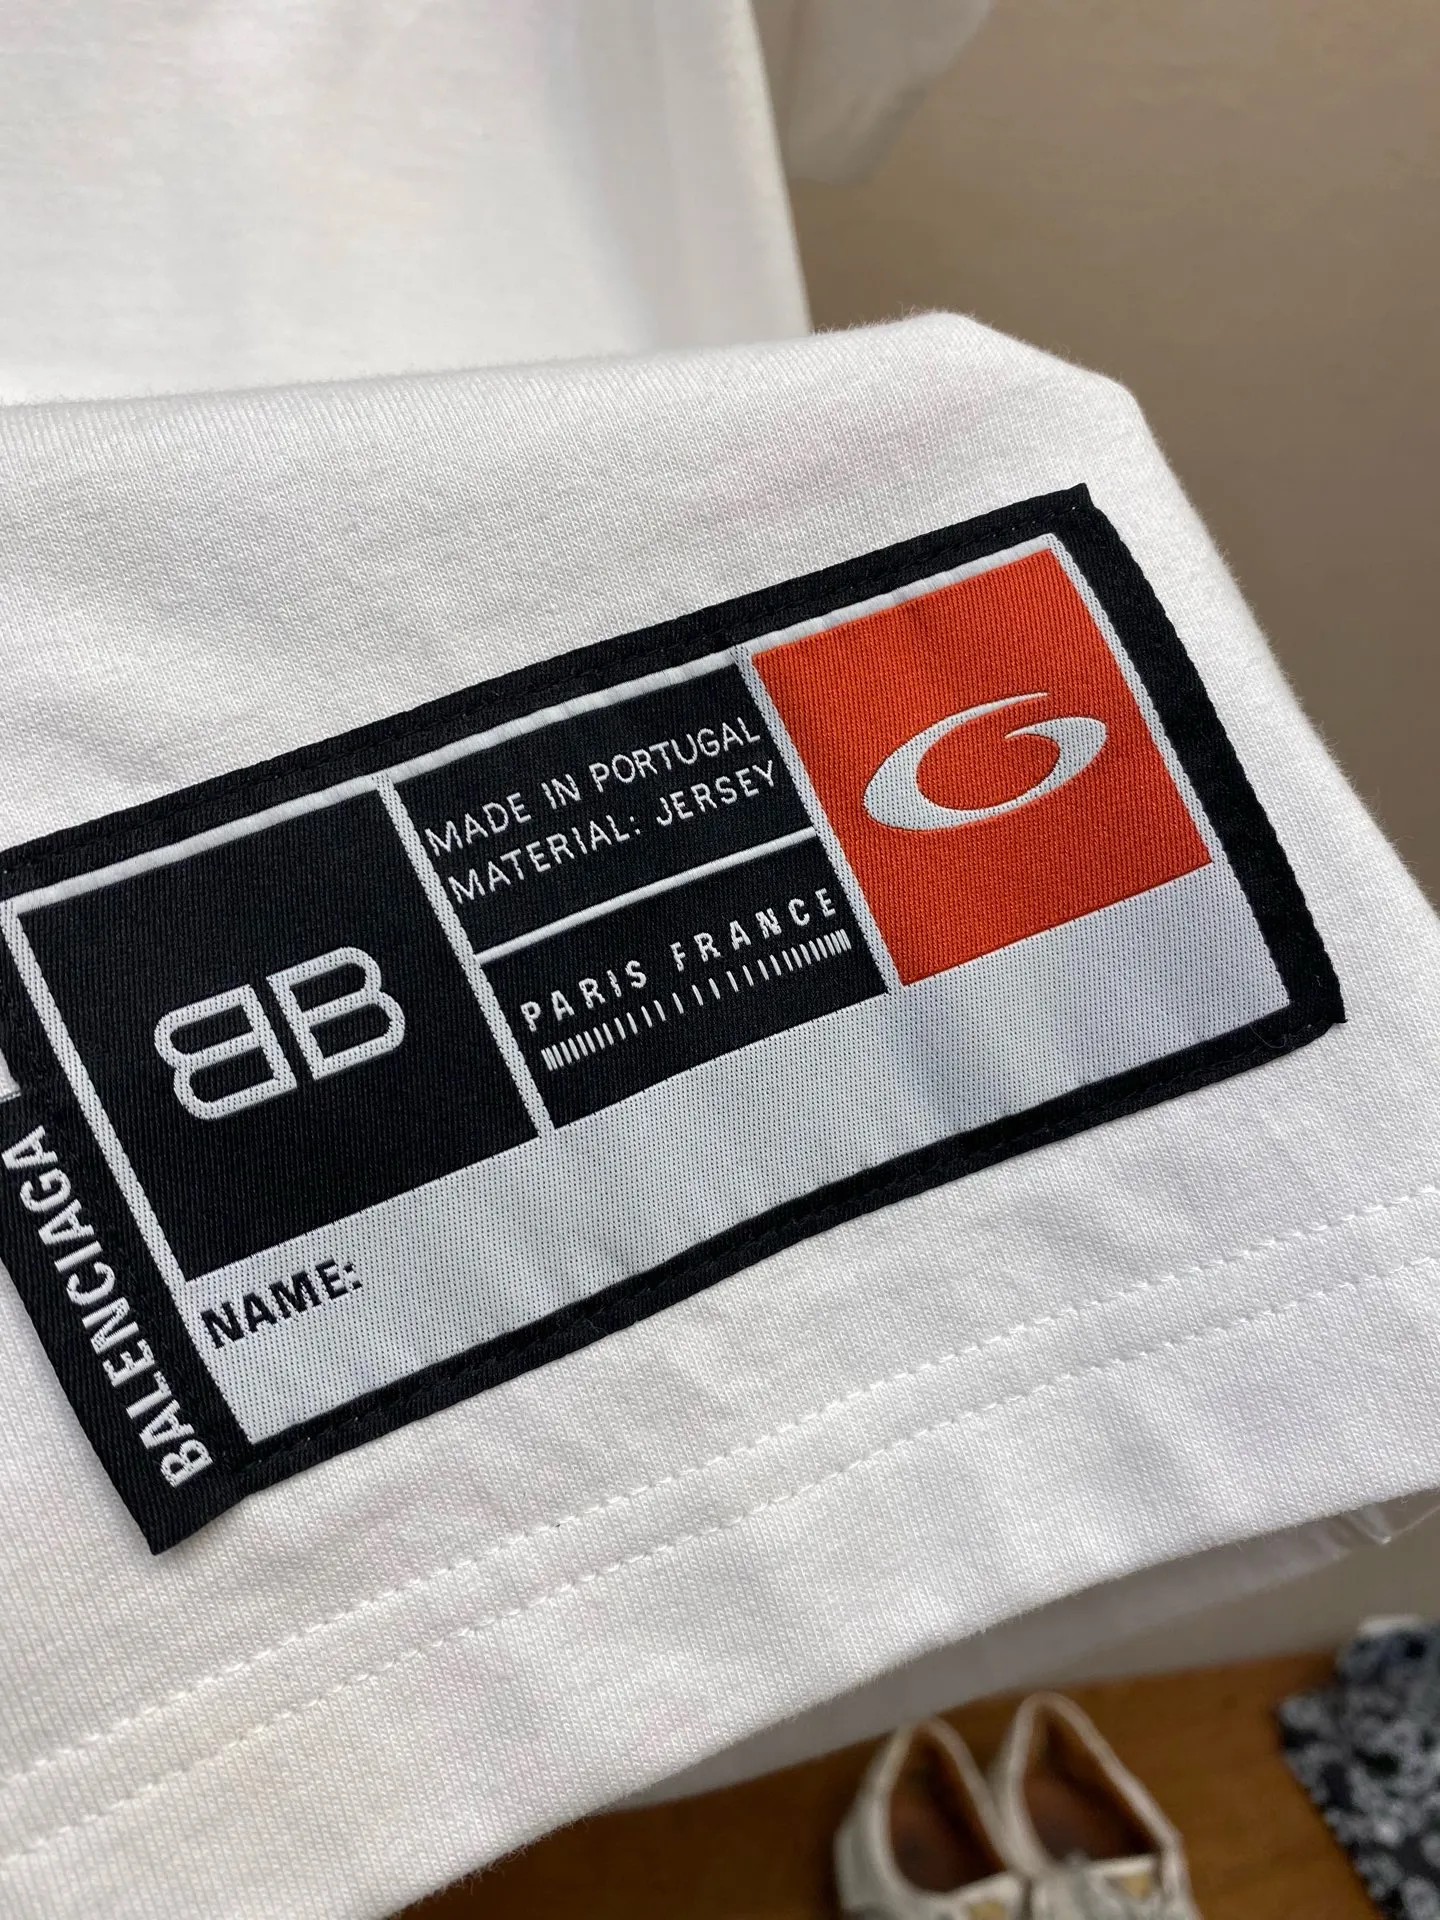 BALENCIAGA
BB
MADE IN PORTUGAL
MATERIAL: JERSEY
PARIS FRANCE
NAME: